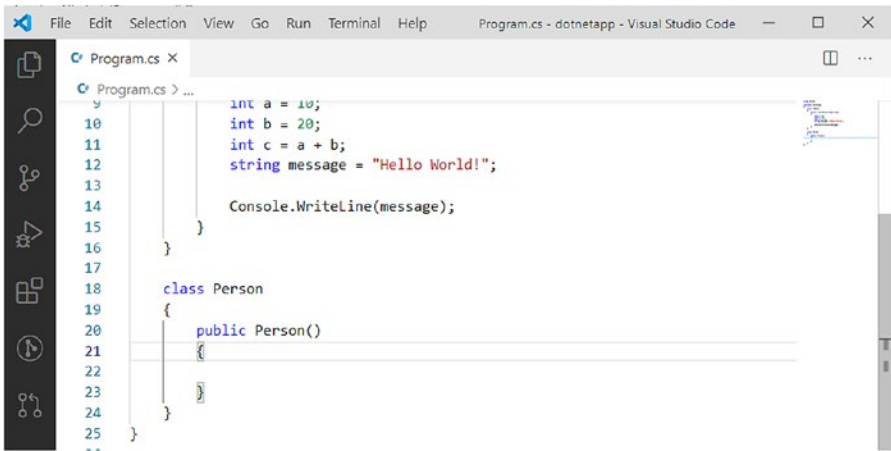 File Edit Selection View Go Run Terminal Help Program.cs - dotnetapp - Visual Studio Code
Program.cs
Program.cs > ...
9 int a = 10;
10 int b = 20;
11 int c = a + b;
12 string message = "Hello World!";
13
14 Console.WriteLine(message);
15 }
16 }
17
18 class Person
19 {
20 public Person()
21 {
22
23 }
24 }
25 }